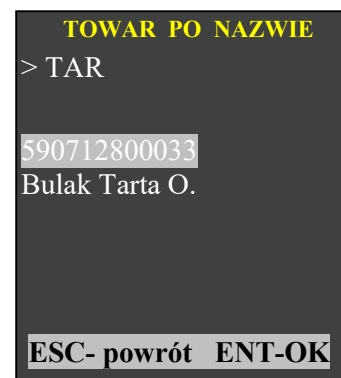 TOWAR PO NAZWIE
> TAR
590712800033
Bulak Tarta O.
ESC- powrót ENT-OK